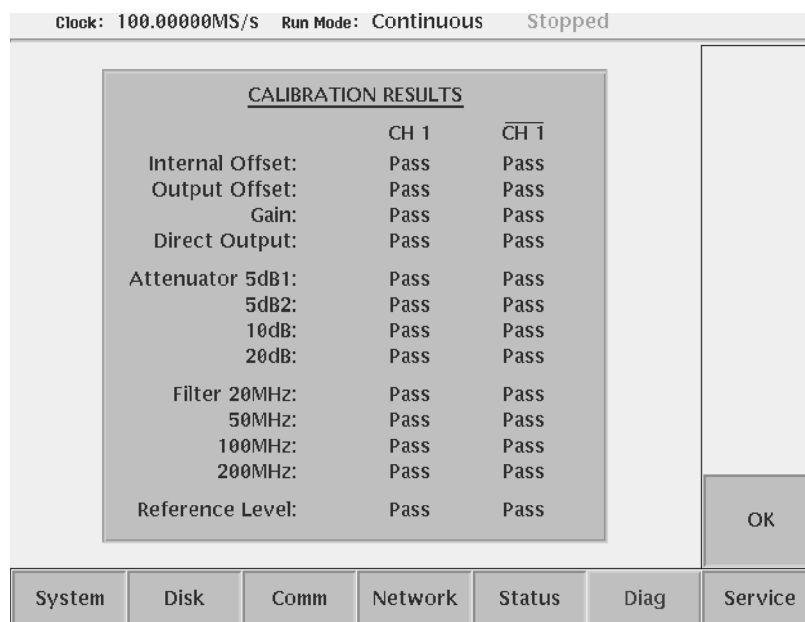 Clock: 100.00000MS/s Run Mode: Continuous Stopped
CALIBRATION RESULTS
CH 1 CH 1
Internal Offset: Pass Pass
Output Offset: Pass Pass
Gain: Pass Pass
Direct Output: Pass Pass
Attenuator 5dB1: Pass Pass
5dB2: Pass Pass
10dB: Pass Pass
20dB: Pass Pass
Filter 20MHz: Pass Pass
50MHz: Pass Pass
100MHz: Pass Pass
200MHz: Pass Pass
Reference Level: Pass Pass
OK
System Disk Comm Network Status Diag Service